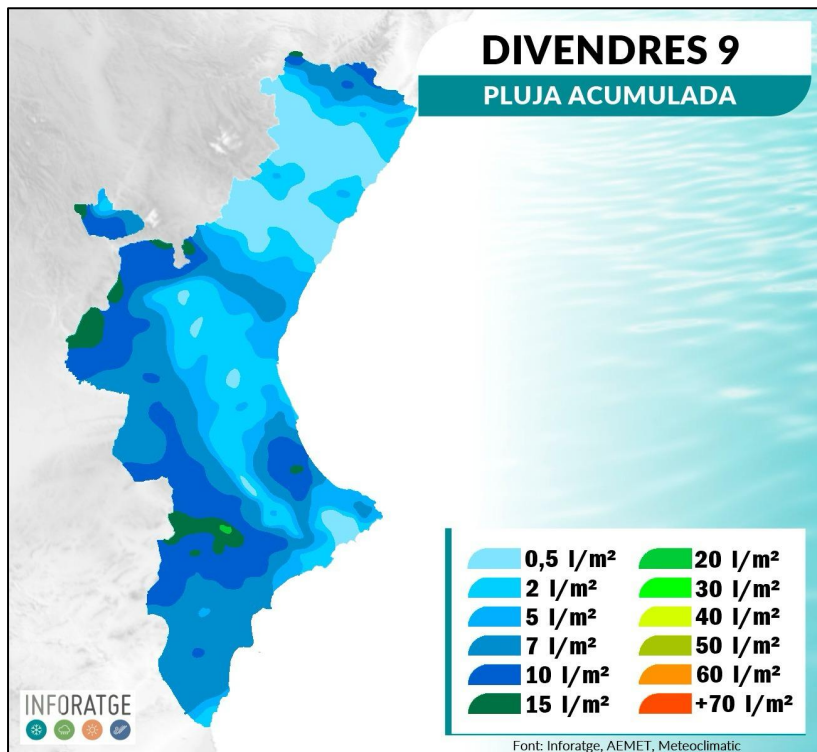 DIVENDRES 9
PLUJA ACUMULADA
0,5 l/m²
2 l/m²
5 l/m²
7 l/m²
10 l/m²
15 l/m²
20 l/m²
30 l/m²
40 l/m²
50 l/m²
60 l/m²
+70 l/m²
INFORATGE
Font: Inforatge, AEMET, Meteoclimatic